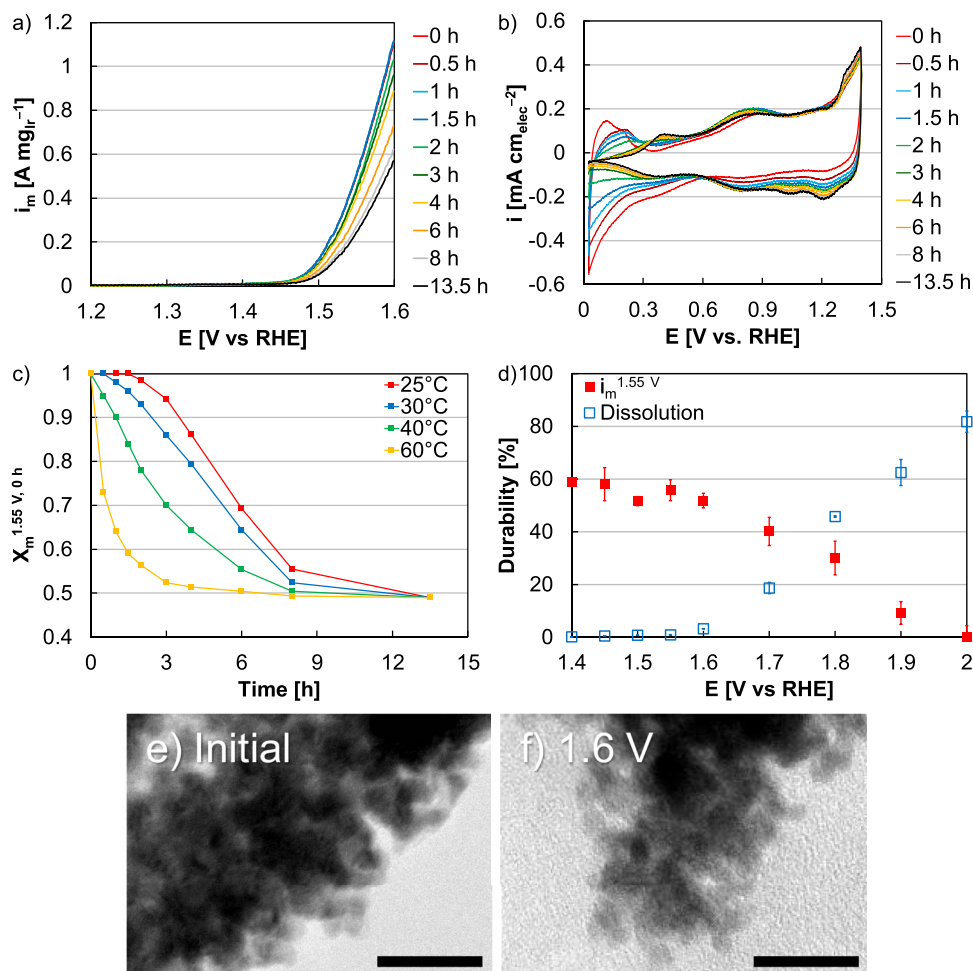 a)
1.2
1
0.8
0.6
0.4
0.2
0
1.2 1.3 1.4 1.5 1.6
i_m [A mg_Ir⁻¹]
E [V vs RHE]
0 h
0.5 h
1 h
1.5 h
2 h
3 h
4 h
6 h
8 h
13.5 h
b)
0.6
0.4
0.2
0
-0.2
-0.4
-0.6
0 0.3 0.6 0.9 1.2 1.5
i [mA cm_elec⁻²]
E [V vs. RHE]
0 h
0.5 h
1 h
1.5 h
2 h
3 h
4 h
6 h
8 h
13.5 h
c)
1
0.9
0.8
0.7
0.6
0.5
0.4
0 3 6 9 12 15
X_m^1.55 V, 0 h
Time [h]
25°C
30°C
40°C
60°C
d)
100
80
60
40
20
0
1.4 1.5 1.6 1.7 1.8 1.9 2
Durability [%]
E [V vs RHE]
i_m^1.55 V
Dissolution
e) Initial
f) 1.6 V